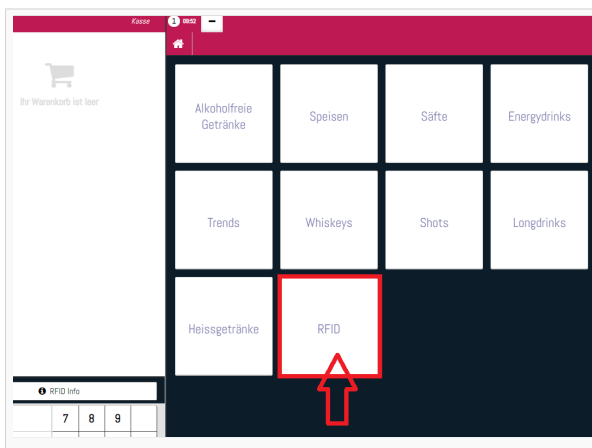 Kasse
1 09:52 –
Ihr Warenkorb ist leer
Alkoholfreie
Getränke
Speisen
Säfte
Energydrinks
Trends
Whiskeys
Shots
Longdrinks
Heissgetränke
RFID
RFID Info
7 8 9